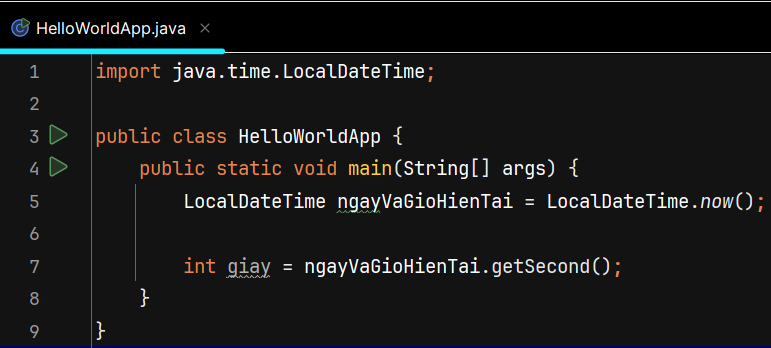 HelloWorldApp.java
1 import java.time.LocalDateTime;
2
3 public class HelloWorldApp {
4 public static void main(String[] args) {
5 LocalDateTime ngayVaGioHienTai = LocalDateTime.now();
6
7 int giay = ngayVaGioHienTai.getSecond();
8 }
9 }